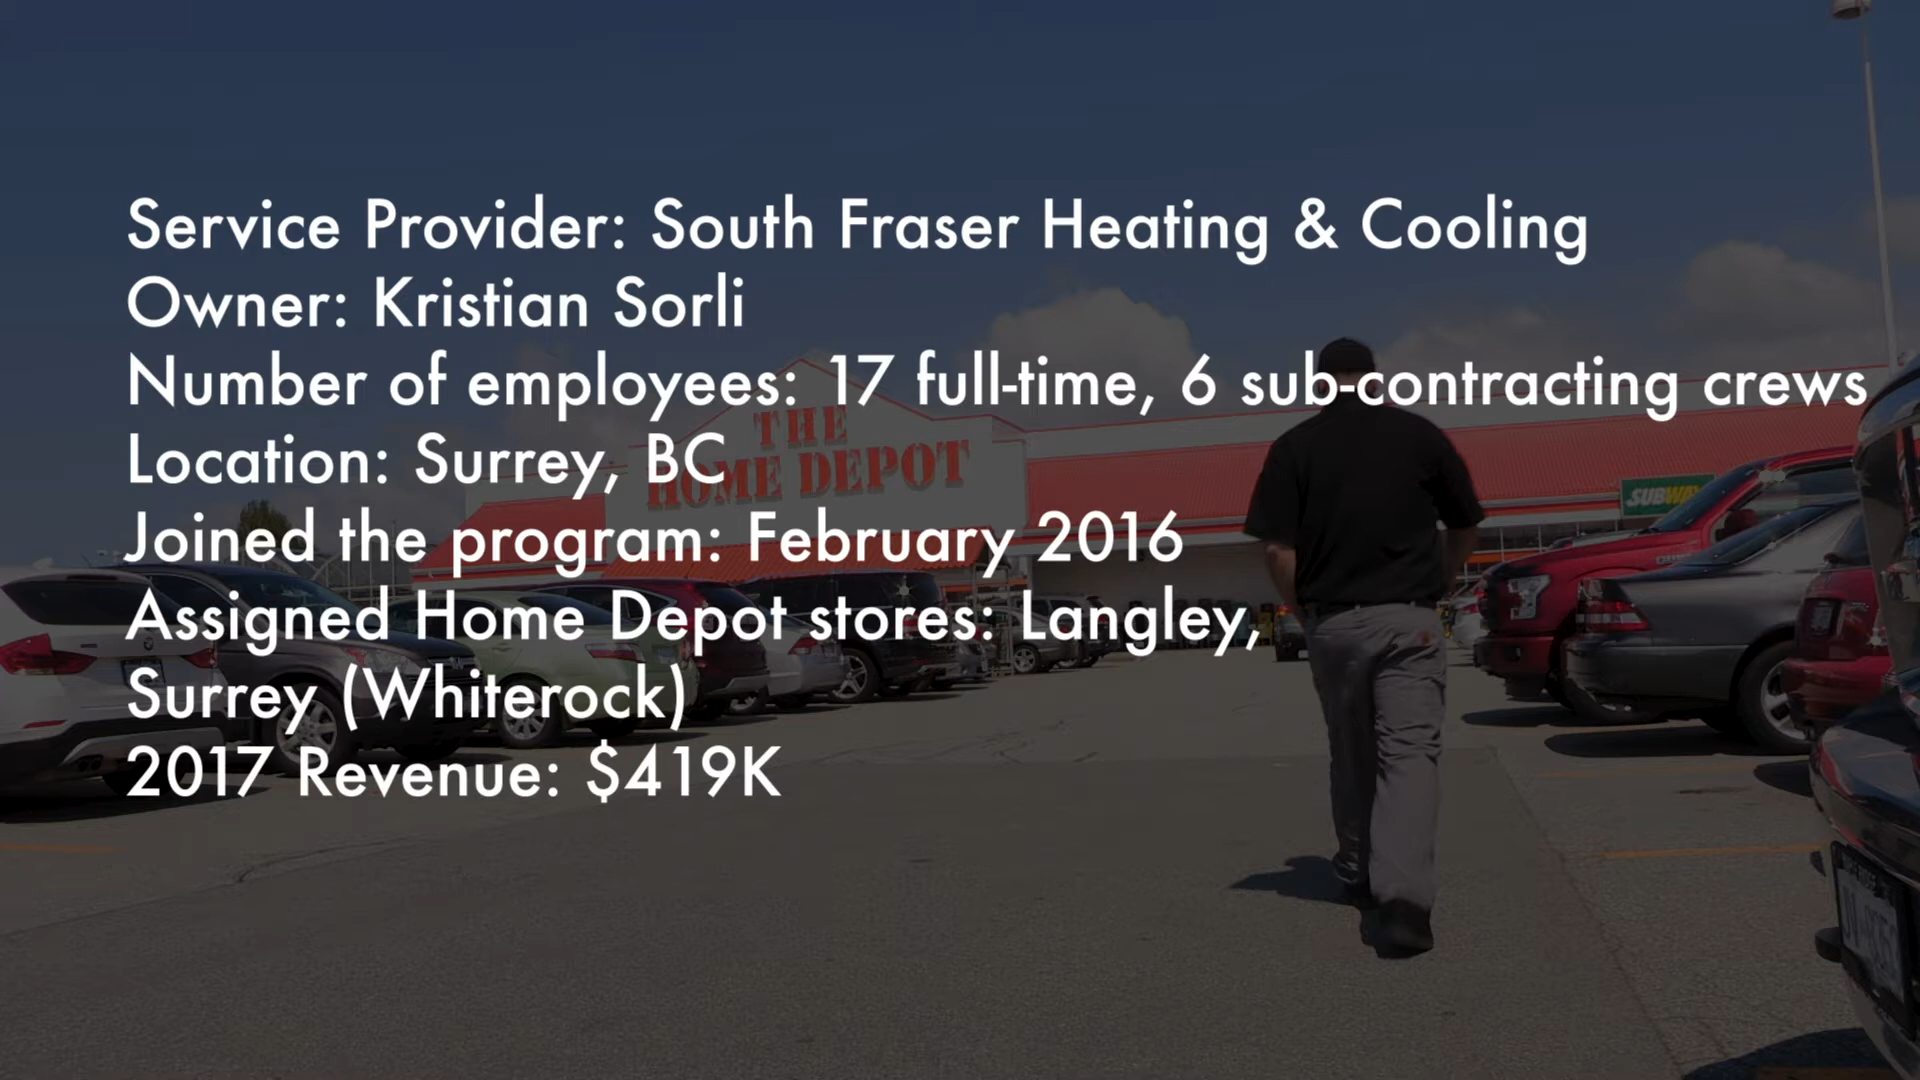 Service Provider: South Fraser Heating & Cooling
Owner: Kristian Sorli
Number of employees: 17 full-time, 6 sub-contracting crews
Location: Surrey, BC
Joined the program: February 2016
Assigned Home Depot stores: Langley,
Surrey (Whiterock)
2017 Revenue: $419K
THE
HOME DEPOT
SUBWAY